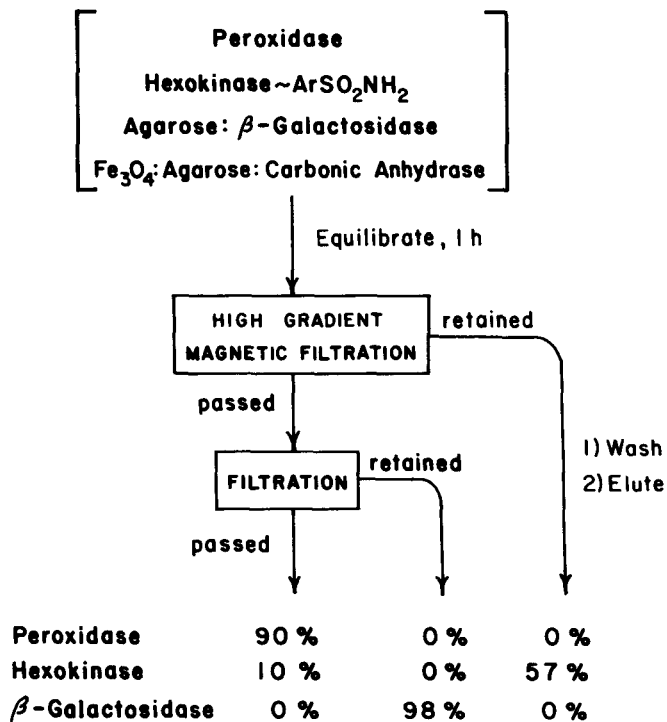 Peroxidase
Hexokinase~ArSO₂NH₂
Agarose: β-Galactosidase
Fe₃O₄:Agarose:Carbonic Anhydrase
Equilibrate, 1 h
HIGH GRADIENT
MAGNETIC FILTRATION
retained
passed
1) Wash
2) Elute
FILTRATION
retained
passed
Peroxidase 90 % 0 % 0 %
Hexokinase 10 % 0 % 57 %
β-Galactosidase 0 % 98 % 0 %